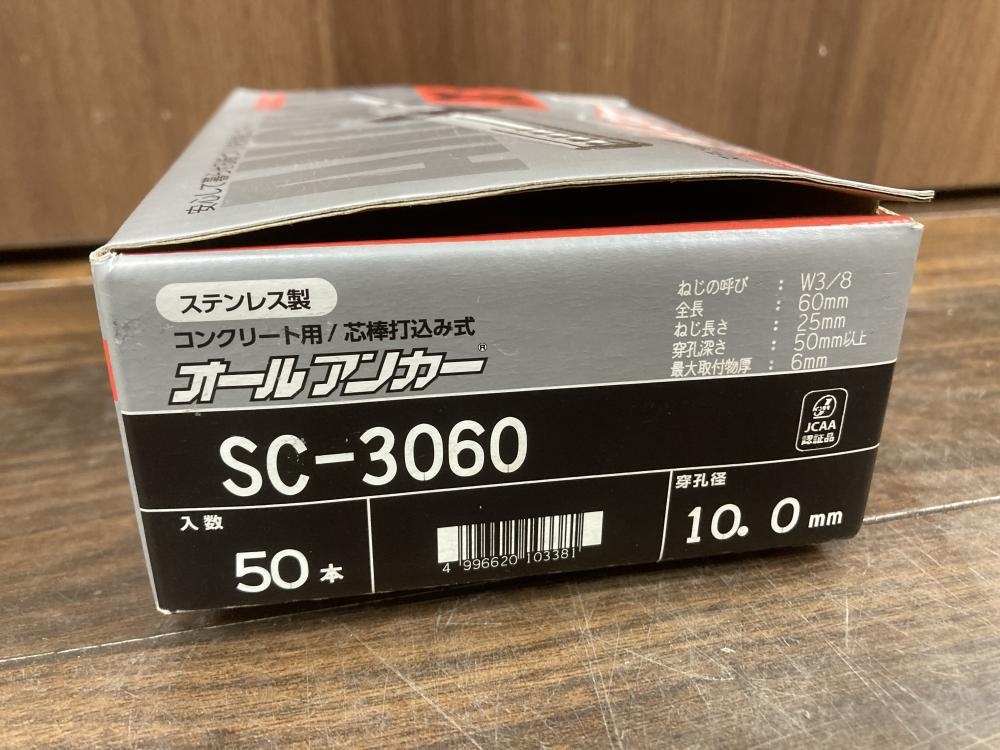 安心して
ステンレス製
コンクリート用/芯棒打込み式
オールアンカー®
ねじの呼び : W3/8
全長 : 60mm
ねじ長さ : 25mm
穿孔深さ : 50mm以上
最大取付物厚 : 6mm
SC-3060
JCAA
認証品
入数
50本
4 996620 103381
穿孔径
10.0mm